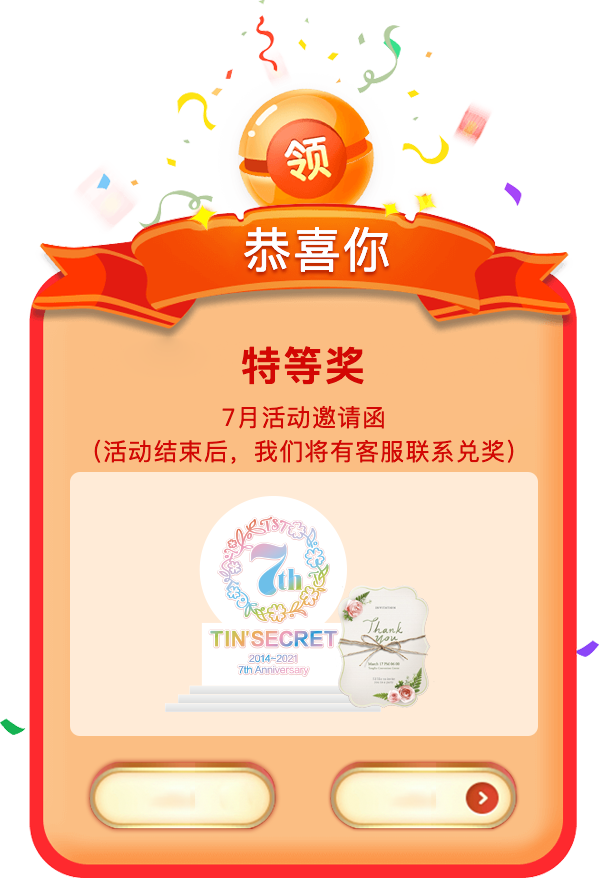 领
恭喜你
特等奖
7月活动邀请函
（活动结束后，我们将有客服联系兑奖）
TST
7th
TIN'SECRET
2014-2021
7th Anniversary
Thank
You